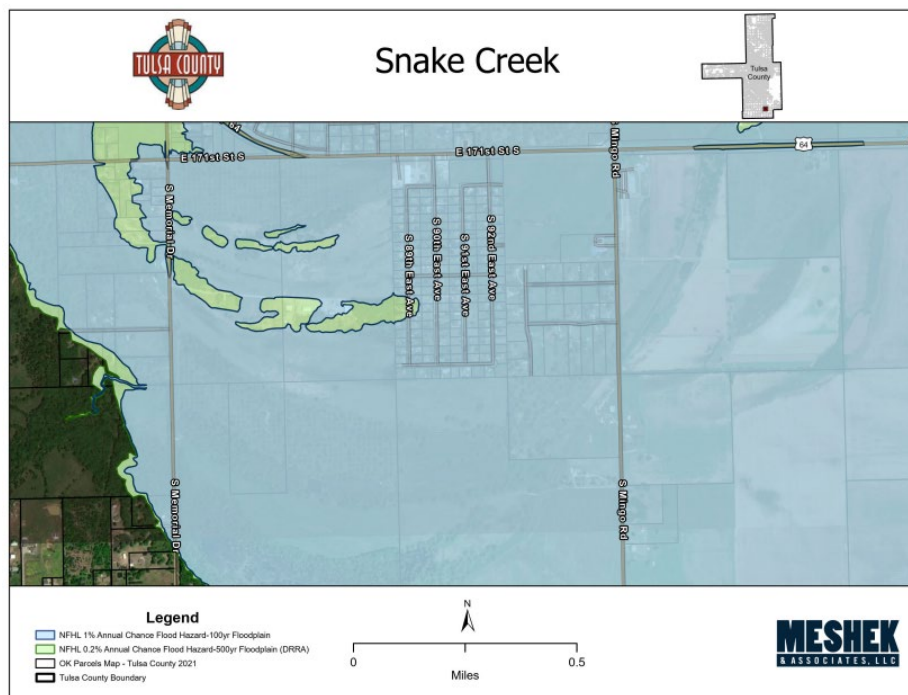 TULSA COUNTY
Snake Creek
Tulsa
County
64
E 171st St S
E 171st St S
64
S Mingo Rd
S Memorial Dr
S 89th East Ave
S 90th East Ave
S 91st East Ave
S 92nd East Ave
S Memorial Dr
S Mingo Rd
Legend
NFHL 1% Annual Chance Flood Hazard-100yr Floodplain
NFHL 0.2% Annual Chance Flood Hazard-500yr Floodplain (DRRA)
OK Parcels Map - Tulsa County 2021
Tulsa County Boundary
N
0
0.5
Miles
MESHEK
& ASSOCIATES, LLC